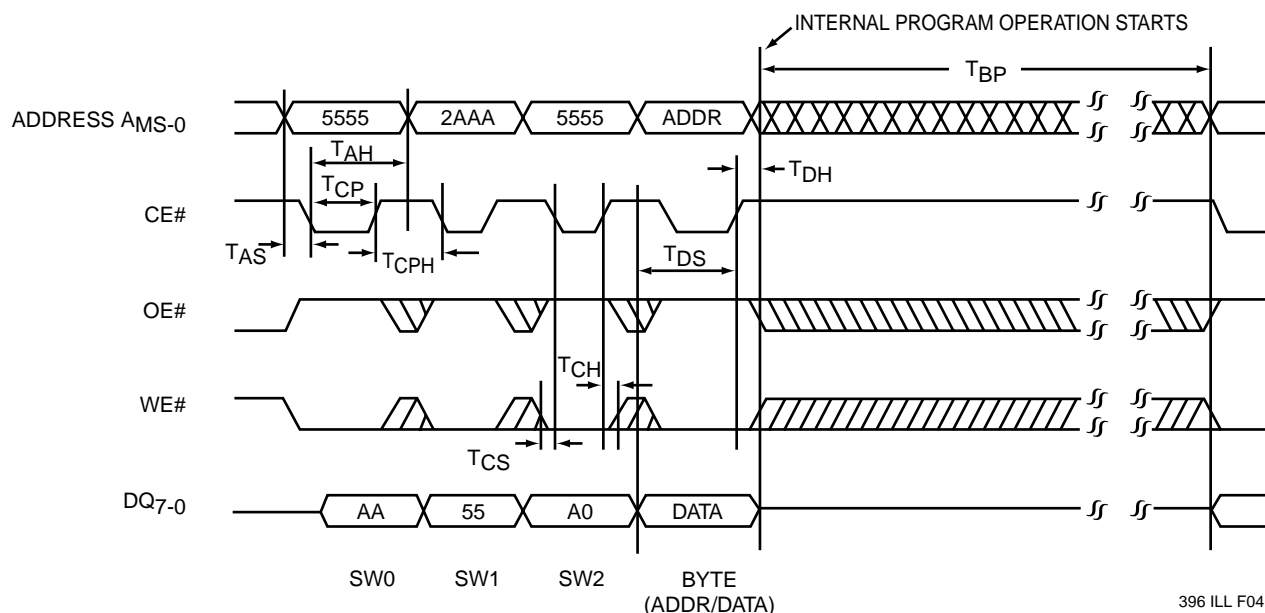 INTERNAL PROGRAM OPERATION STARTS
TBP
ADDRESS AMS-0
5555
2AAA
5555
ADDR
TAH
TDH
TCP
CE#
TAS
TCPH
TDS
OE#
TCH
WE#
TCS
DQ7-0
AA
55
A0
DATA
SW0
SW1
SW2
BYTE
(ADDR/DATA)
396 ILL F04